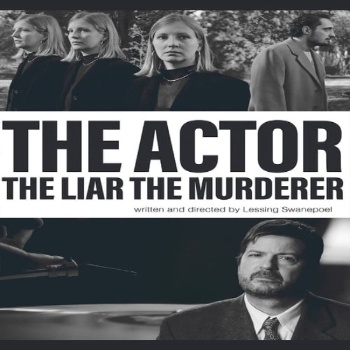 THE ACTOR
THE LIAR THE MURDERER
written and directed by Lessing Swanepoel